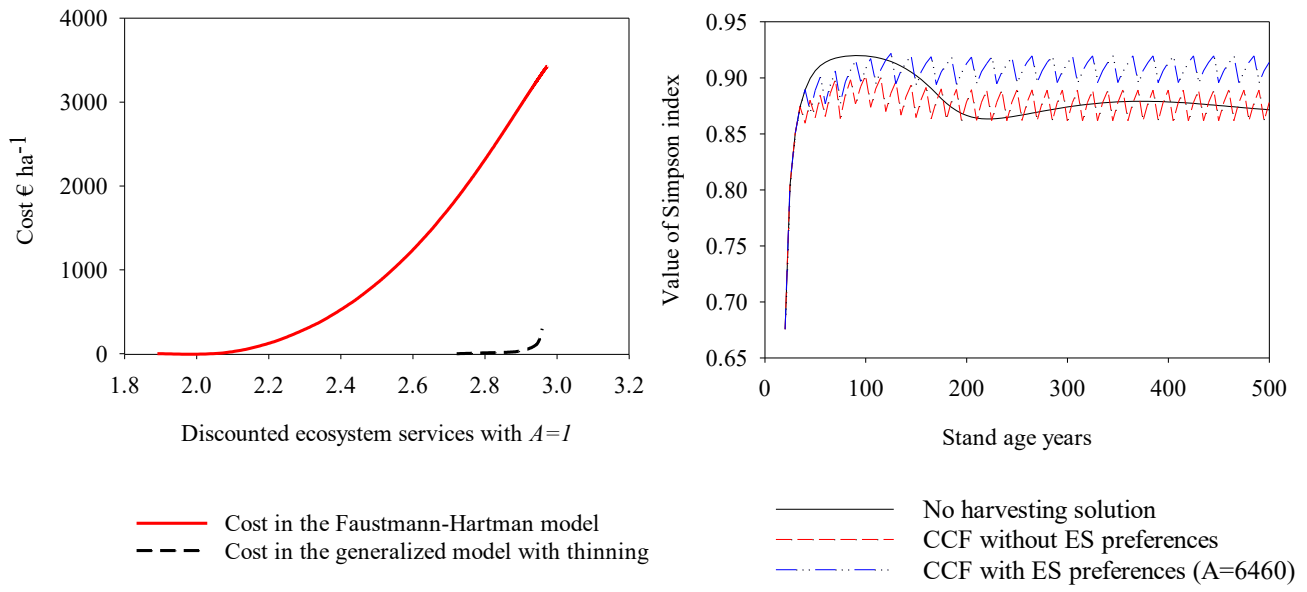 Cost € ha-1
4000
3000
2000
1000
0
1.8 2.0 2.2 2.4 2.6 2.8 3.0 3.2
Discounted ecosystem services with A=1
Cost in the Faustmann-Hartman model
Cost in the generalized model with thinning
Value of Simpson index
0.95
0.90
0.85
0.80
0.75
0.70
0.65
0 100 200 300 400 500
Stand age years
No harvesting solution
CCF without ES preferences
CCF with ES preferences (A=6460)